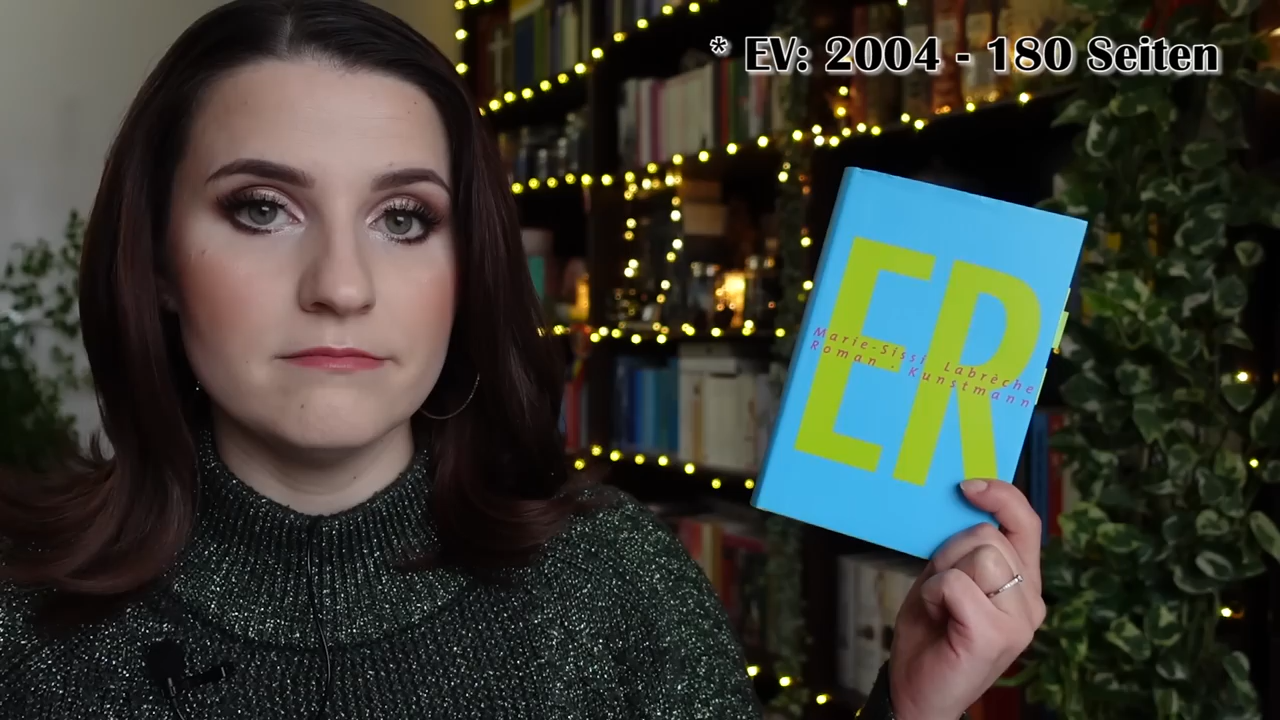 * EV: 2004 - 180 Seiten
ER
Marie-Sissi Labrèche
Roman . Kunstmann